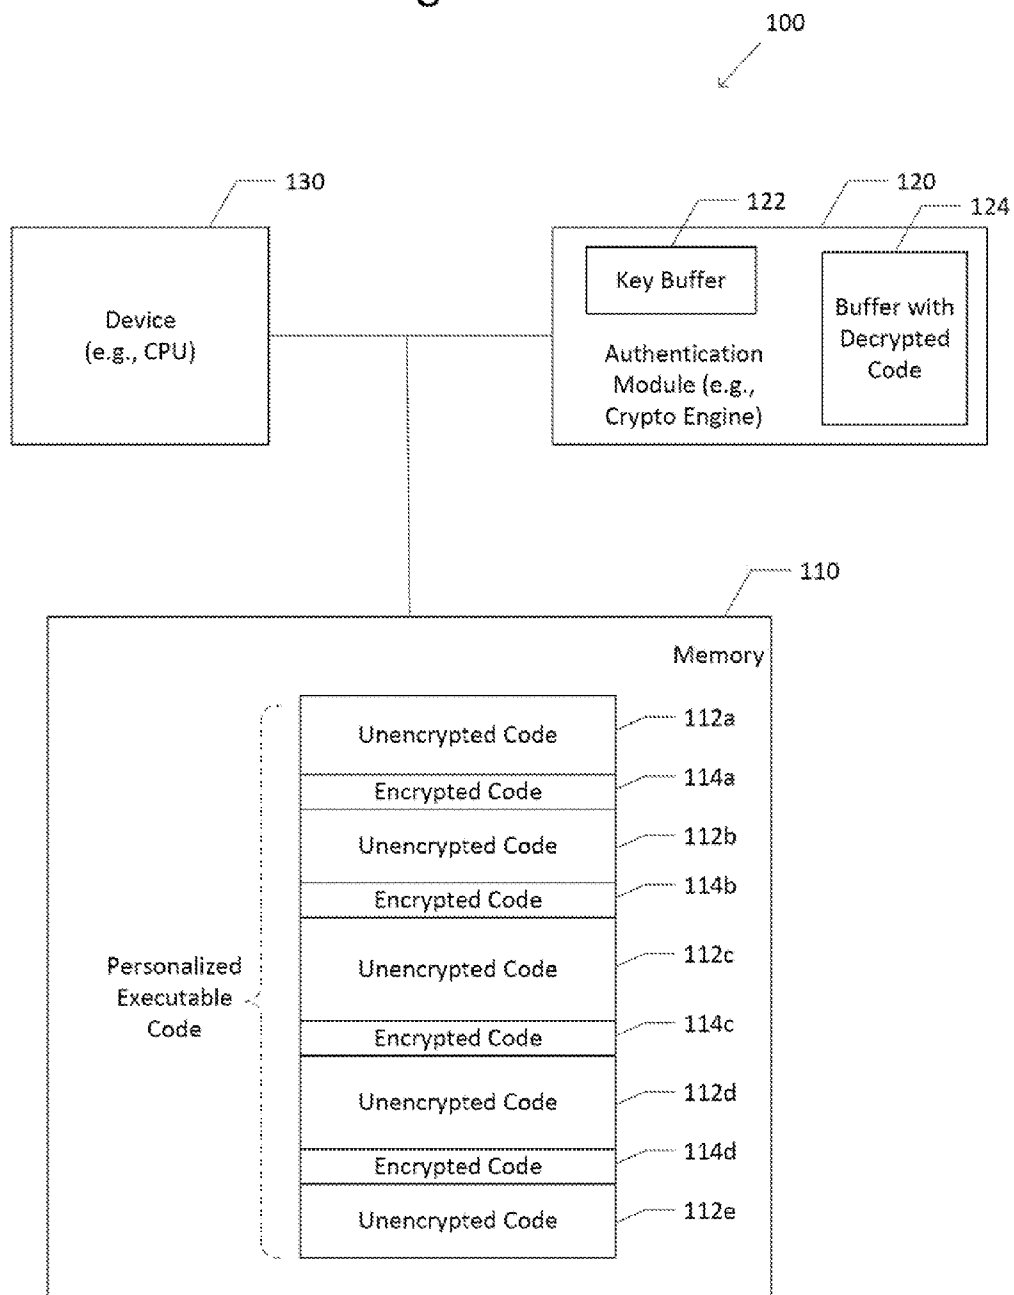 100
130
120
122
124
Device
(e.g., CPU)
Key Buffer
Authentication
Module (e.g.,
Crypto Engine)
Buffer with
Decrypted
Code
110
Memory
Personalized
Executable
Code
Unencrypted Code
112a
Encrypted Code
114a
Unencrypted Code
112b
Encrypted Code
114b
Unencrypted Code
112c
Encrypted Code
114c
Unencrypted Code
112d
Encrypted Code
114d
Unencrypted Code
112e